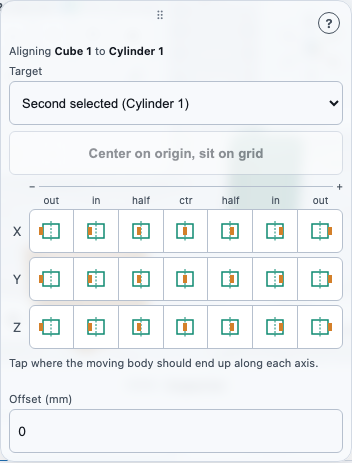 ?
Aligning Cube 1 to Cylinder 1
Target
Second selected (Cylinder 1)
Center on origin, sit on grid
− +
out in half ctr half in out
X
Y
Z
Tap where the moving body should end up along each axis.
Offset (mm)
0